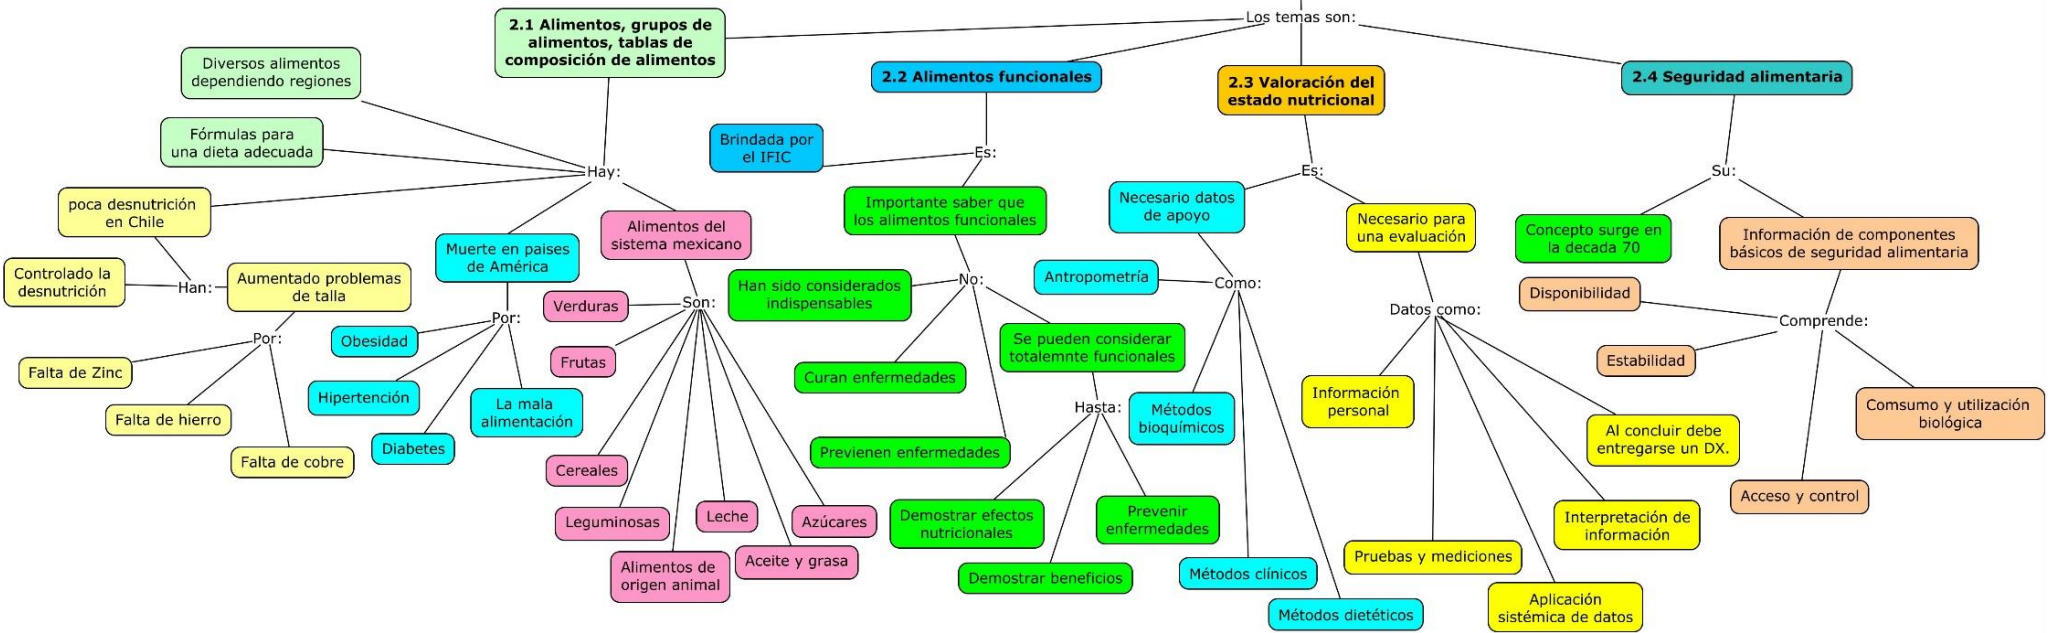 Los temas son:
2.1 Alimentos, grupos de
alimentos, tablas de
composición de alimentos
2.2 Alimentos funcionales
2.3 Valoración del
estado nutricional
2.4 Seguridad alimentaria
Diversos alimentos
dependiendo regiones
Fórmulas para
una dieta adecuada
Hay:
poca desnutrición
en Chile
Han:
Controlado la
desnutrición
Aumentado problemas
de talla
Por:
Falta de Zinc
Falta de hierro
Falta de cobre
Muerte en paises
de América
Por:
Obesidad
Hipertención
Diabetes
La mala
alimentación
Alimentos del
sistema mexicano
Son:
Verduras
Frutas
Cereales
Leguminosas
Alimentos de
origen animal
Leche
Aceite y grasa
Azúcares
Brindada por
el IFIC
Es:
Importante saber que
los alimentos funcionales
No:
Han sido considerados
indispensables
Curan enfermedades
Previenen enfermedades
Se pueden considerar
totalemnte funcionales
Hasta:
Demostrar efectos
nutricionales
Demostrar beneficios
Prevenir
enfermedades
Es:
Necesario datos
de apoyo
Como:
Antropometría
Métodos
bioquímicos
Métodos clínicos
Métodos dietéticos
Necesario para
una evaluación
Datos como:
Información
personal
Pruebas y mediciones
Aplicación
sistémica de datos
Interpretación de
información
Al concluir debe
entregarse un DX.
Su:
Concepto surge en
la decada 70
Información de componentes
básicos de seguridad alimentaria
Comprende:
Disponibilidad
Estabilidad
Acceso y control
Comsumo y utilización
biológica